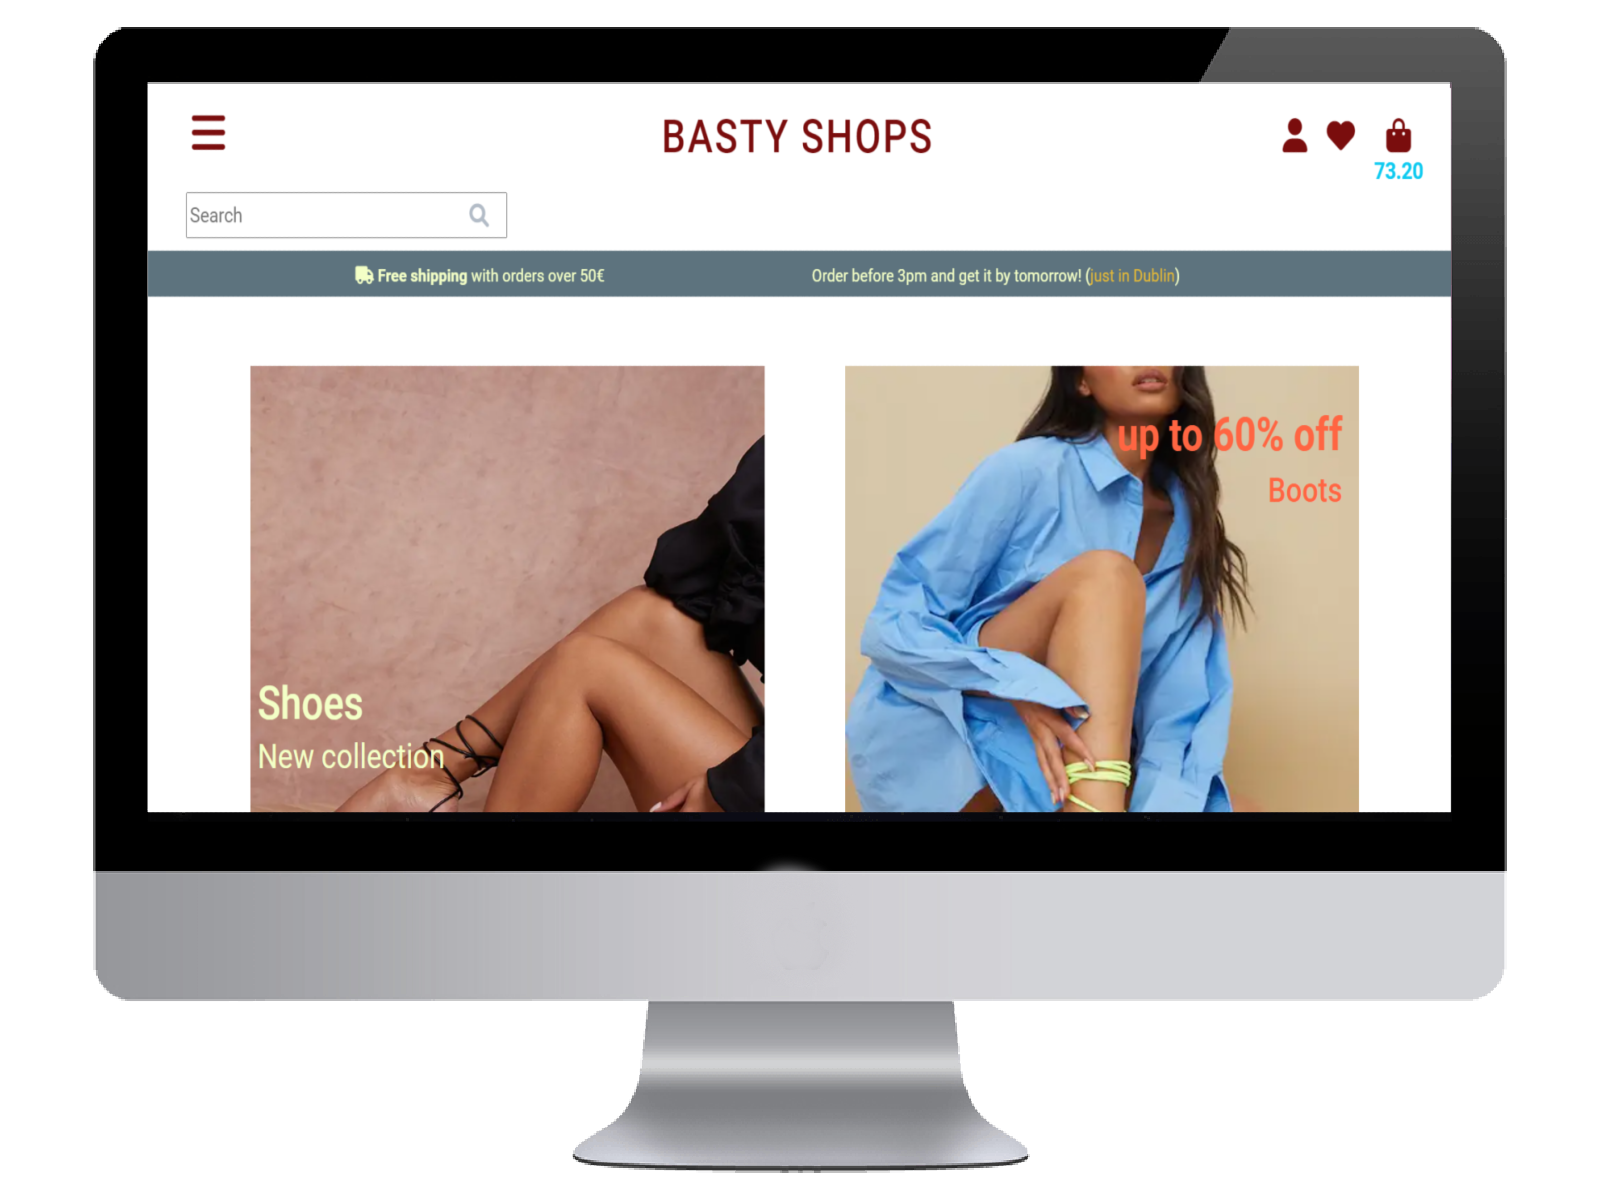 BASTY SHOPS
73.20
Search
Free shipping with orders over 50€
Order before 3pm and get it by tomorrow! (just in Dublin)
up to 60% off
Boots
Shoes
New collection